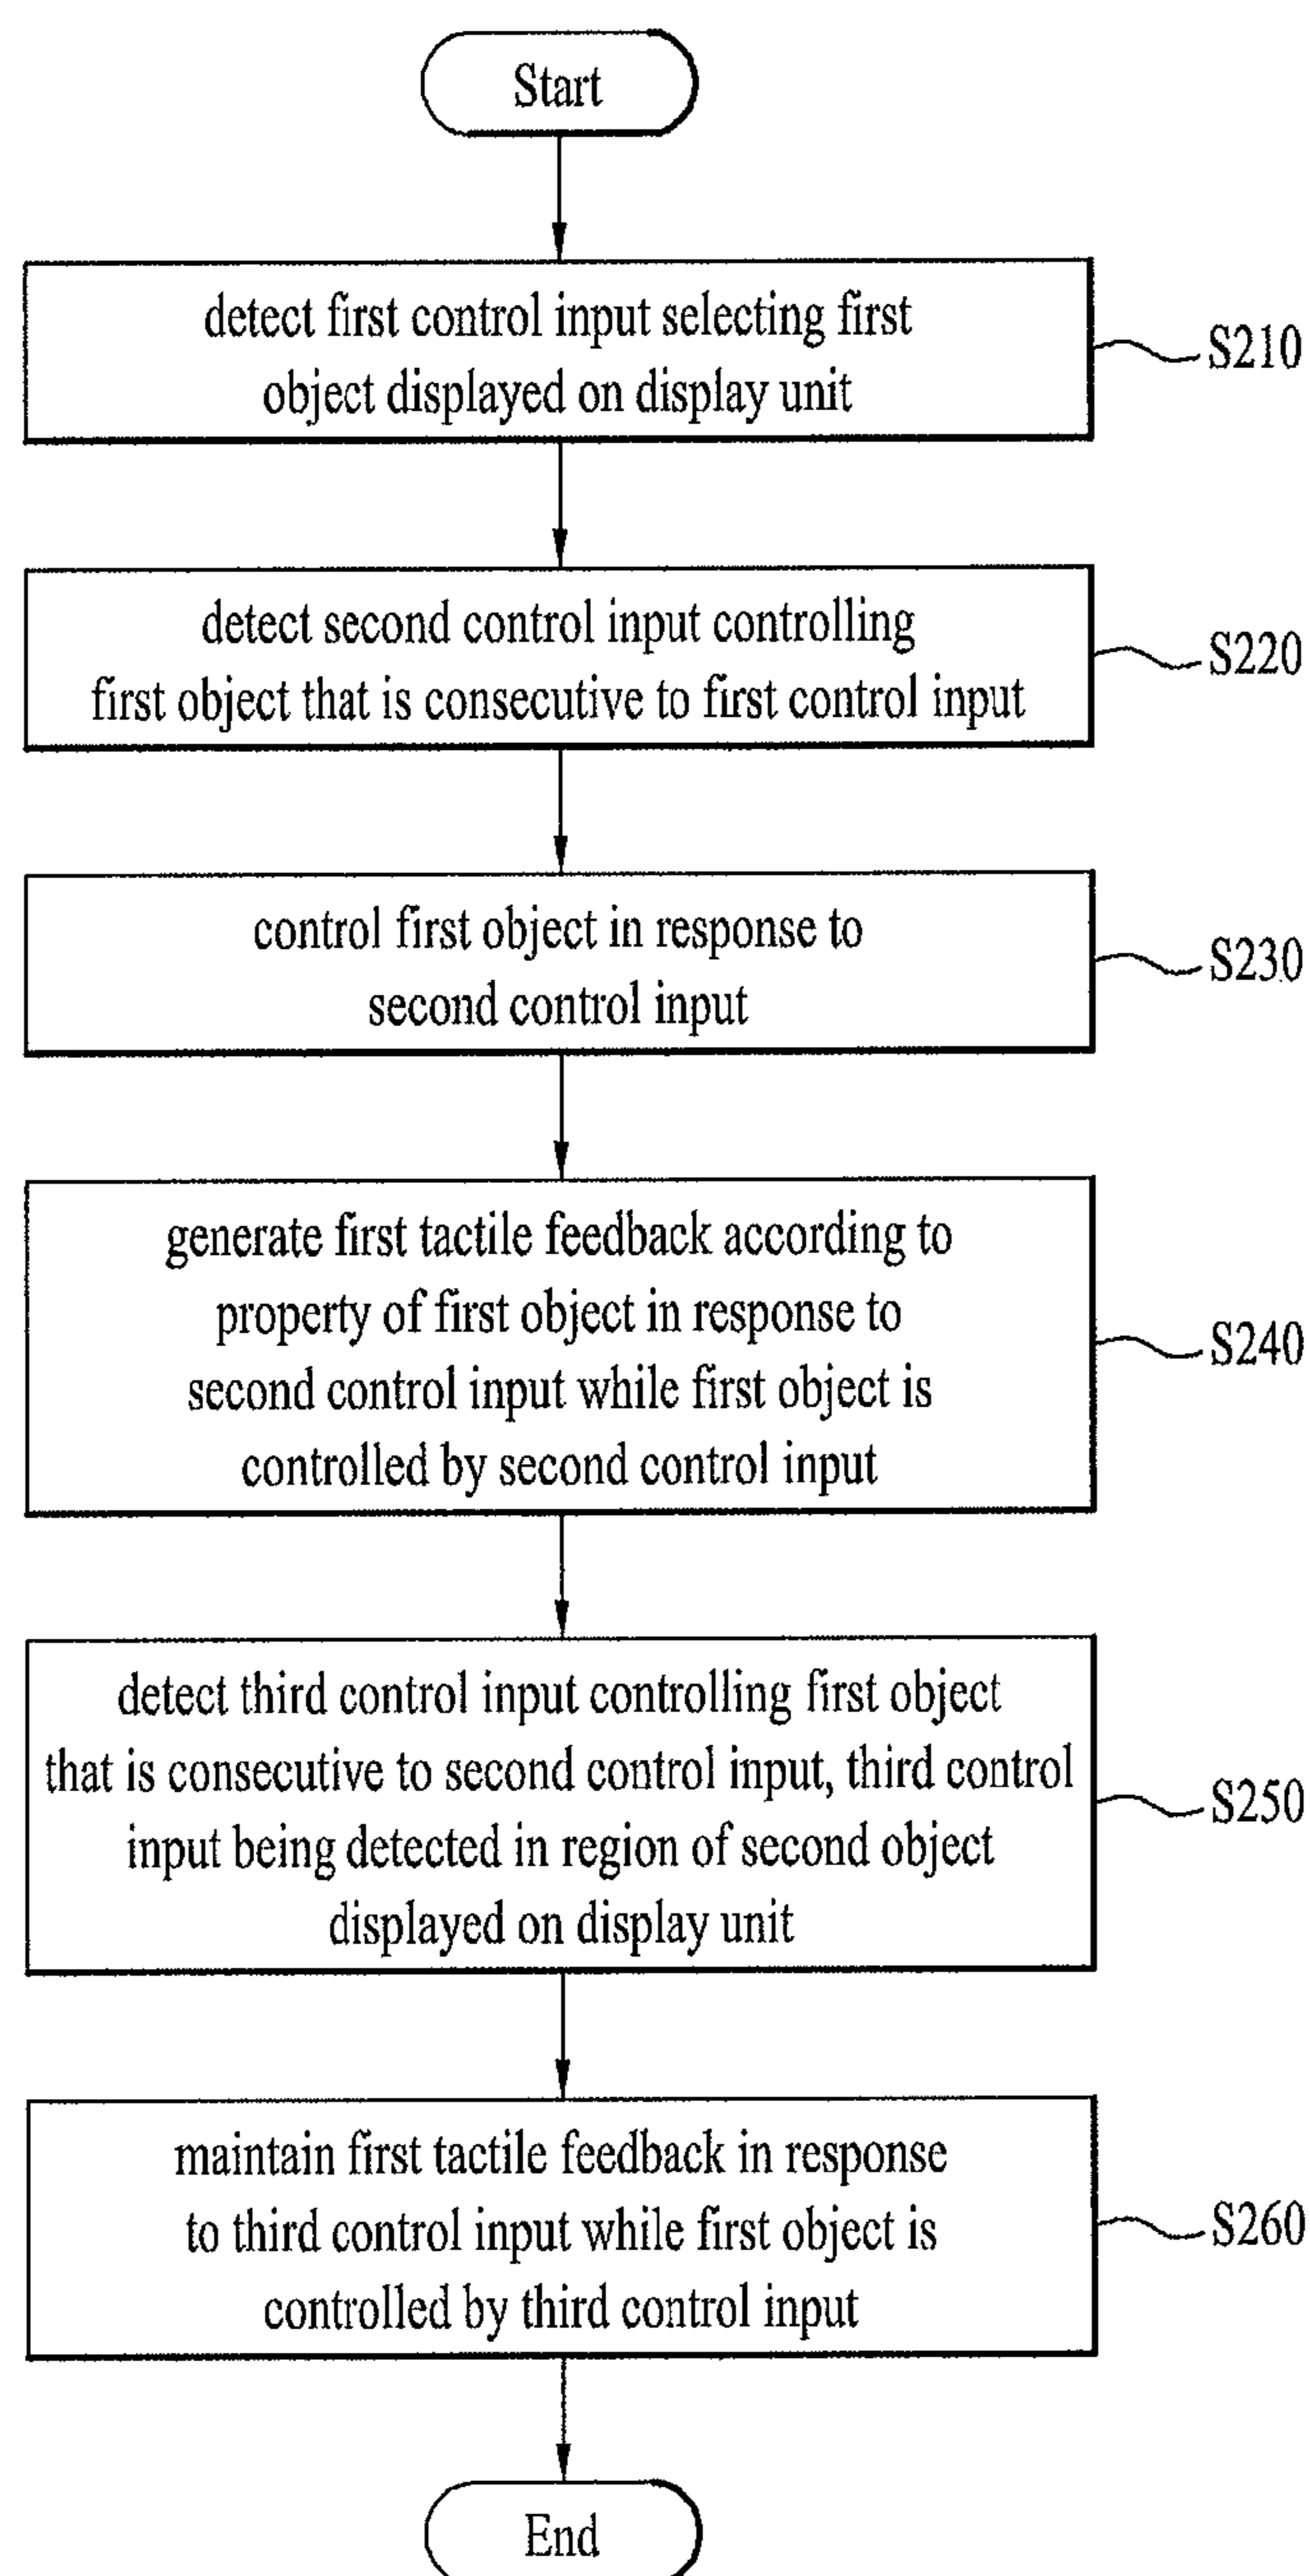 Start
detect first control input selecting first
object displayed on display unit
S210
detect second control input controlling
first object that is consecutive to first control input
S220
control first object in response to
second control input
S230
generate first tactile feedback according to
property of first object in response to
second control input while first object is
controlled by second control input
S240
detect third control input controlling first object
that is consecutive to second control input, third control
input being detected in region of second object
displayed on display unit
S250
maintain first tactile feedback in response
to third control input while first object is
controlled by third control input
S260
End